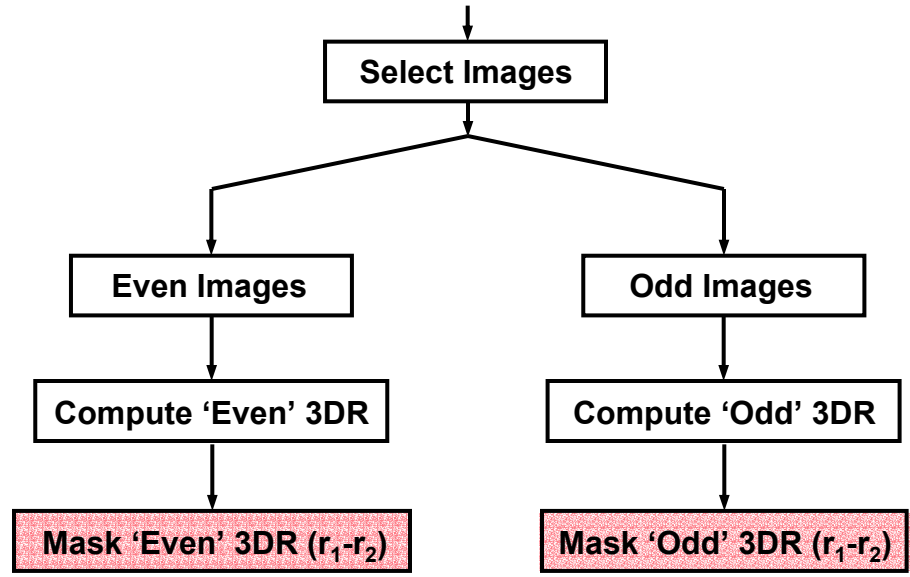 Select Images
Even Images
Odd Images
Compute ‘Even’ 3DR
Compute ‘Odd’ 3DR
Mask ‘Even’ 3DR (r₁-r₂)
Mask ‘Odd’ 3DR (r₁-r₂)